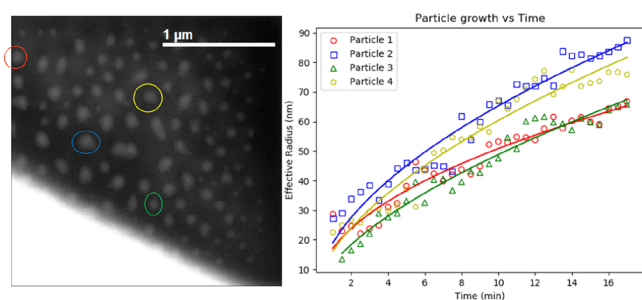 1 µm
Particle growth vs Time
Particle 1
Particle 2
Particle 3
Particle 4
Effective Radius (nm)
90
80
70
60
50
40
30
20
10
2 4 6 8 10 12 14 16
Time (min)